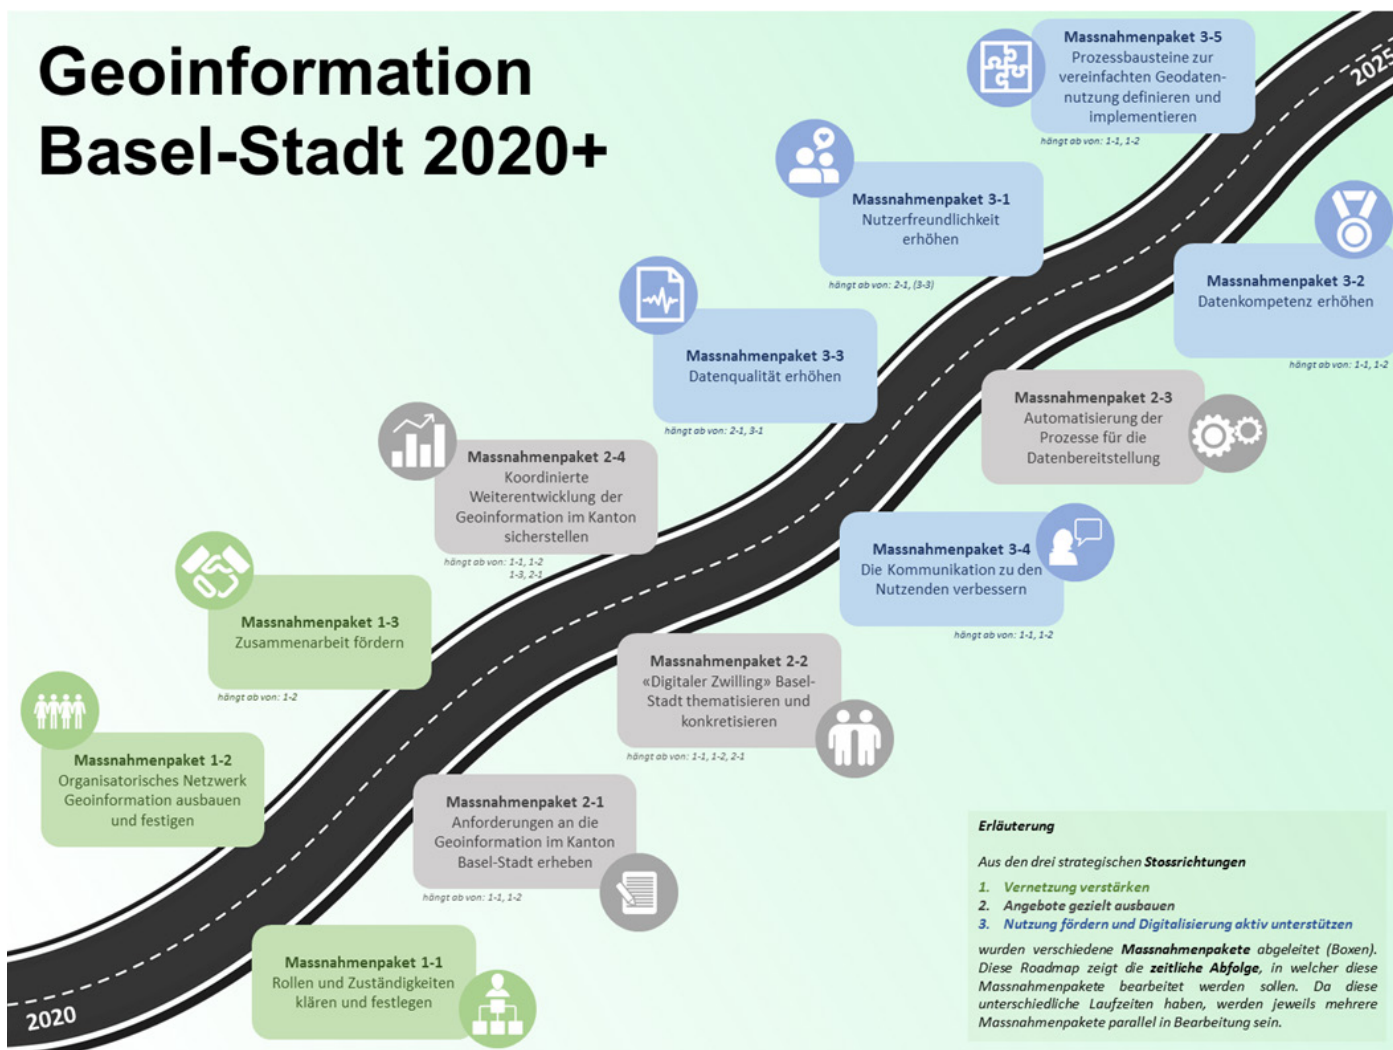 Geoinformation
Basel-Stadt 2020+
Massnahmenpaket 3-5
Prozessbausteine zur
vereinfachten Geodaten-
nutzung definieren und
implementieren
hängt ab von: 1-1, 1-2
2025
Massnahmenpaket 3-1
Nutzerfreundlichkeit
erhöhen
hängt ab von: 2-1, (3-3)
Massnahmenpaket 3-2
Datenkompetenz erhöhen
hängt ab von: 1-1, 1-2
Massnahmenpaket 3-3
Datenqualität erhöhen
hängt ab von: 2-1, 3-1
Massnahmenpaket 2-3
Automatisierung der
Prozesse für die
Datenbereitstellung
Massnahmenpaket 2-4
Koordinierte
Weiterentwicklung der
Geoinformation im Kanton
sicherstellen
hängt ab von: 1-1, 1-2
1-3, 2-1
Massnahmenpaket 3-4
Die Kommunikation zu den
Nutzenden verbessern
hängt ab von: 1-1, 1-2
Massnahmenpaket 1-3
Zusammenarbeit fördern
hängt ab von: 1-2
Massnahmenpaket 2-2
«Digitaler Zwilling» Basel-
Stadt thematisieren und
konkretisieren
hängt ab von: 1-1, 1-2, 2-1
Massnahmenpaket 1-2
Organisatorisches Netzwerk
Geoinformation ausbauen
und festigen
Massnahmenpaket 2-1
Anforderungen an die
Geoinformation im Kanton
Basel-Stadt erheben
hängt ab von: 1-1, 1-2
Massnahmenpaket 1-1
Rollen und Zuständigkeiten
klären und festlegen
2020
Erläuterung
Aus den drei strategischen Stossrichtungen
1. Vernetzung verstärken
2. Angebote gezielt ausbauen
3. Nutzung fördern und Digitalisierung aktiv unterstützen
wurden verschiedene Massnahmenpakete abgeleitet (Boxen).
Diese Roadmap zeigt die zeitliche Abfolge, in welcher diese
Massnahmenpakete bearbeitet werden sollen. Da diese
unterschiedliche Laufzeiten haben, werden jeweils mehrere
Massnahmenpakete parallel in Bearbeitung sein.